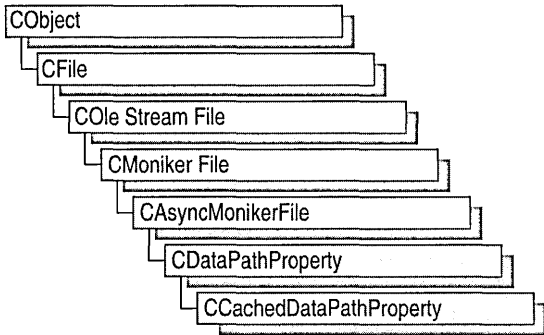 CObject
CFile
COle Stream File
CMoniker File
CAsyncMonikerFile
CDataPathProperty
CCachedDataPathProperty